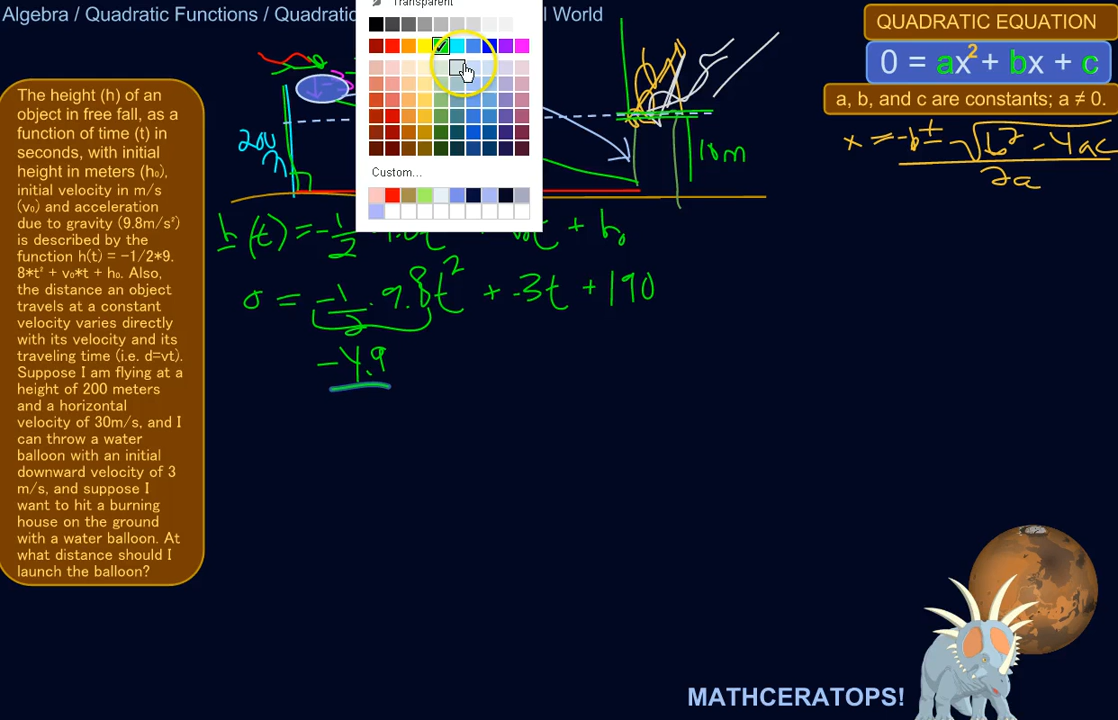 Algebra / Quadratic Functions / Quadratic
l World
Transparent
Custom...
QUADRATIC EQUATION
0 = ax² + bx + c
a, b, and c are constants; a ≠ 0.
x = -b ± √b² - 4ac
2a
The height (h) of an
object in free fall, as a
function of time (t) in
seconds, with initial
height in meters (h₀),
initial velocity in m/s
(v₀) and acceleration
due to gravity (9.8m/s²)
is described by the
function h(t) = -1/2*9.
8*t² + v₀*t + h₀. Also,
the distance an object
travels at a constant
velocity varies directly
with its velocity and its
traveling time (i.e. d=vt).
Suppose I am flying at a
height of 200 meters
and a horizontal
velocity of 30m/s, and I
can throw a water
balloon with an initial
downward velocity of 3
m/s, and suppose I
want to hit a burning
house on the ground
with a water balloon. At
what distance should I
launch the balloon?
200
m
10m
h(t) = -1/2
+ h₀
0 = -1/2 · 9.8t² + -3t + 190
-4.9
MATHCERATOPS!